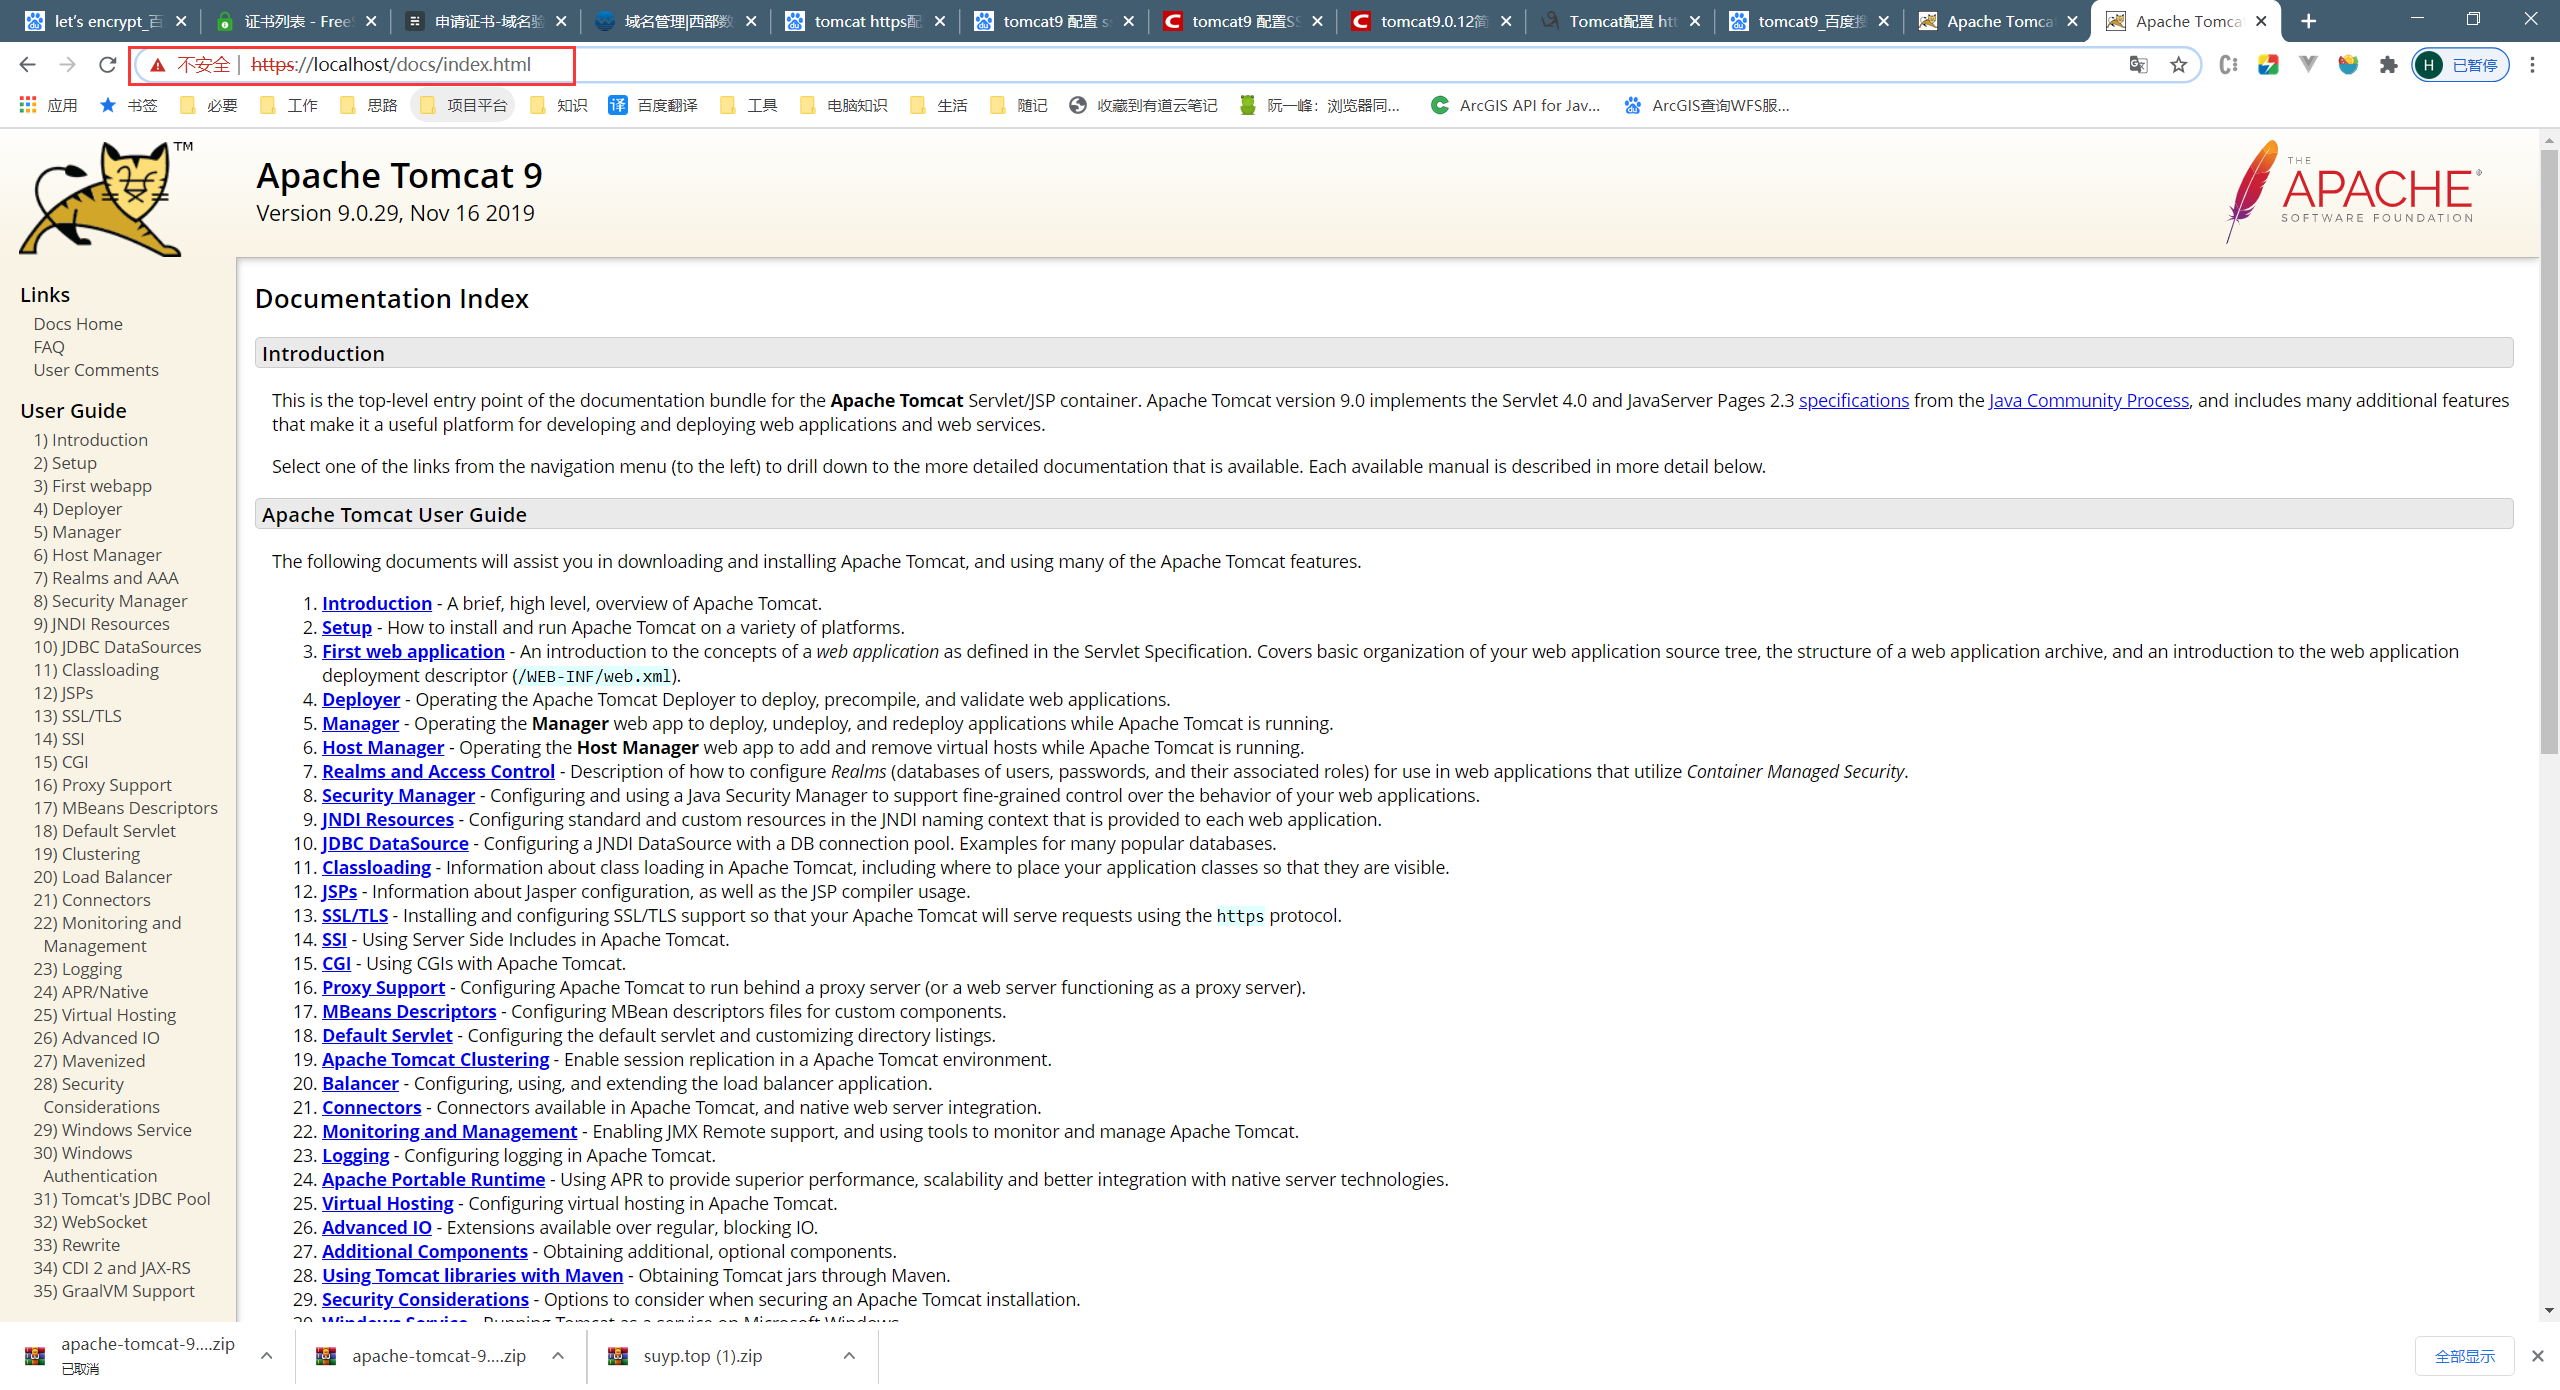 let's encrypt_百
证书列表 - FreeS
申请证书-域名验
域名管理|西部数
tomcat https配
tomcat9 配置 s
tomcat9 配置SS
tomcat9.0.12简
Tomcat配置 htt
tomcat9_百度搜
Apache Tomca
Apache Tomca
不安全 | https://localhost/docs/index.html
H 已暂停
应用 书签 必要 工作 思路 项目平台 知识 译 百度翻译 工具 电脑知识 生活 随记 收藏到有道云笔记 阮一峰：浏览器同... ArcGIS API for Jav... ArcGIS查询WFS服...
TM
Apache Tomcat 9
Version 9.0.29, Nov 16 2019
THE
APACHE
SOFTWARE FOUNDATION
Links
Docs Home
FAQ
User Comments
User Guide
1) Introduction
2) Setup
3) First webapp
4) Deployer
5) Manager
6) Host Manager
7) Realms and AAA
8) Security Manager
9) JNDI Resources
10) JDBC DataSources
11) Classloading
12) JSPs
13) SSL/TLS
14) SSI
15) CGI
16) Proxy Support
17) MBeans Descriptors
18) Default Servlet
19) Clustering
20) Load Balancer
21) Connectors
22) Monitoring and
Management
23) Logging
24) APR/Native
25) Virtual Hosting
26) Advanced IO
27) Mavenized
28) Security
Considerations
29) Windows Service
30) Windows
Authentication
31) Tomcat's JDBC Pool
32) WebSocket
33) Rewrite
34) CDI 2 and JAX-RS
35) GraalVM Support
Documentation Index
Introduction
This is the top-level entry point of the documentation bundle for the Apache Tomcat Servlet/JSP container. Apache Tomcat version 9.0 implements the Servlet 4.0 and JavaServer Pages 2.3 specifications from the Java Community Process, and includes many additional features
that make it a useful platform for developing and deploying web applications and web services.
Select one of the links from the navigation menu (to the left) to drill down to the more detailed documentation that is available. Each available manual is described in more detail below.
Apache Tomcat User Guide
The following documents will assist you in downloading and installing Apache Tomcat, and using many of the Apache Tomcat features.
1. Introduction - A brief, high level, overview of Apache Tomcat.
2. Setup - How to install and run Apache Tomcat on a variety of platforms.
3. First web application - An introduction to the concepts of a web application as defined in the Servlet Specification. Covers basic organization of your web application source tree, the structure of a web application archive, and an introduction to the web application
deployment descriptor (/WEB-INF/web.xml).
4. Deployer - Operating the Apache Tomcat Deployer to deploy, precompile, and validate web applications.
5. Manager - Operating the Manager web app to deploy, undeploy, and redeploy applications while Apache Tomcat is running.
6. Host Manager - Operating the Host Manager web app to add and remove virtual hosts while Apache Tomcat is running.
7. Realms and Access Control - Description of how to configure Realms (databases of users, passwords, and their associated roles) for use in web applications that utilize Container Managed Security.
8. Security Manager - Configuring and using a Java Security Manager to support fine-grained control over the behavior of your web applications.
9. JNDI Resources - Configuring standard and custom resources in the JNDI naming context that is provided to each web application.
10. JDBC DataSource - Configuring a JNDI DataSource with a DB connection pool. Examples for many popular databases.
11. Classloading - Information about class loading in Apache Tomcat, including where to place your application classes so that they are visible.
12. JSPs - Information about Jasper configuration, as well as the JSP compiler usage.
13. SSL/TLS - Installing and configuring SSL/TLS support so that your Apache Tomcat will serve requests using the https protocol.
14. SSI - Using Server Side Includes in Apache Tomcat.
15. CGI - Using CGIs with Apache Tomcat.
16. Proxy Support - Configuring Apache Tomcat to run behind a proxy server (or a web server functioning as a proxy server).
17. MBeans Descriptors - Configuring MBean descriptors files for custom components.
18. Default Servlet - Configuring the default servlet and customizing directory listings.
19. Apache Tomcat Clustering - Enable session replication in a Apache Tomcat environment.
20. Balancer - Configuring, using, and extending the load balancer application.
21. Connectors - Connectors available in Apache Tomcat, and native web server integration.
22. Monitoring and Management - Enabling JMX Remote support, and using tools to monitor and manage Apache Tomcat.
23. Logging - Configuring logging in Apache Tomcat.
24. Apache Portable Runtime - Using APR to provide superior performance, scalability and better integration with native server technologies.
25. Virtual Hosting - Configuring virtual hosting in Apache Tomcat.
26. Advanced IO - Extensions available over regular, blocking IO.
27. Additional Components - Obtaining additional, optional components.
28. Using Tomcat libraries with Maven - Obtaining Tomcat jars through Maven.
29. Security Considerations - Options to consider when securing an Apache Tomcat installation.
30. Windows Service - Running Tomcat as a service on Microsoft Windows.
apache-tomcat-9....zip
已取消
apache-tomcat-9....zip
suyp.top (1).zip
全部显示